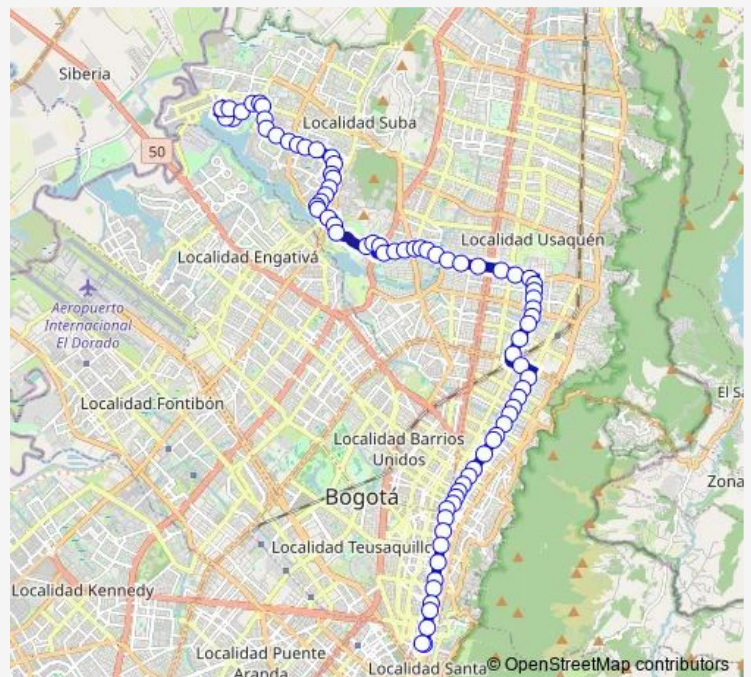 Siberia
Localidad Suba
50
Localidad Usaquén
Localidad Engativá
Aeropuerto
Internacional
El Dorado
Localidad Fontibón
El Sa
Localidad Barrios
Unidos
Zona
Bogotá
Localidad Teusaquillo
Localidad Kennedy
Localidad Puente
Aranda
Localidad Santa
© OpenStreetMap contributors